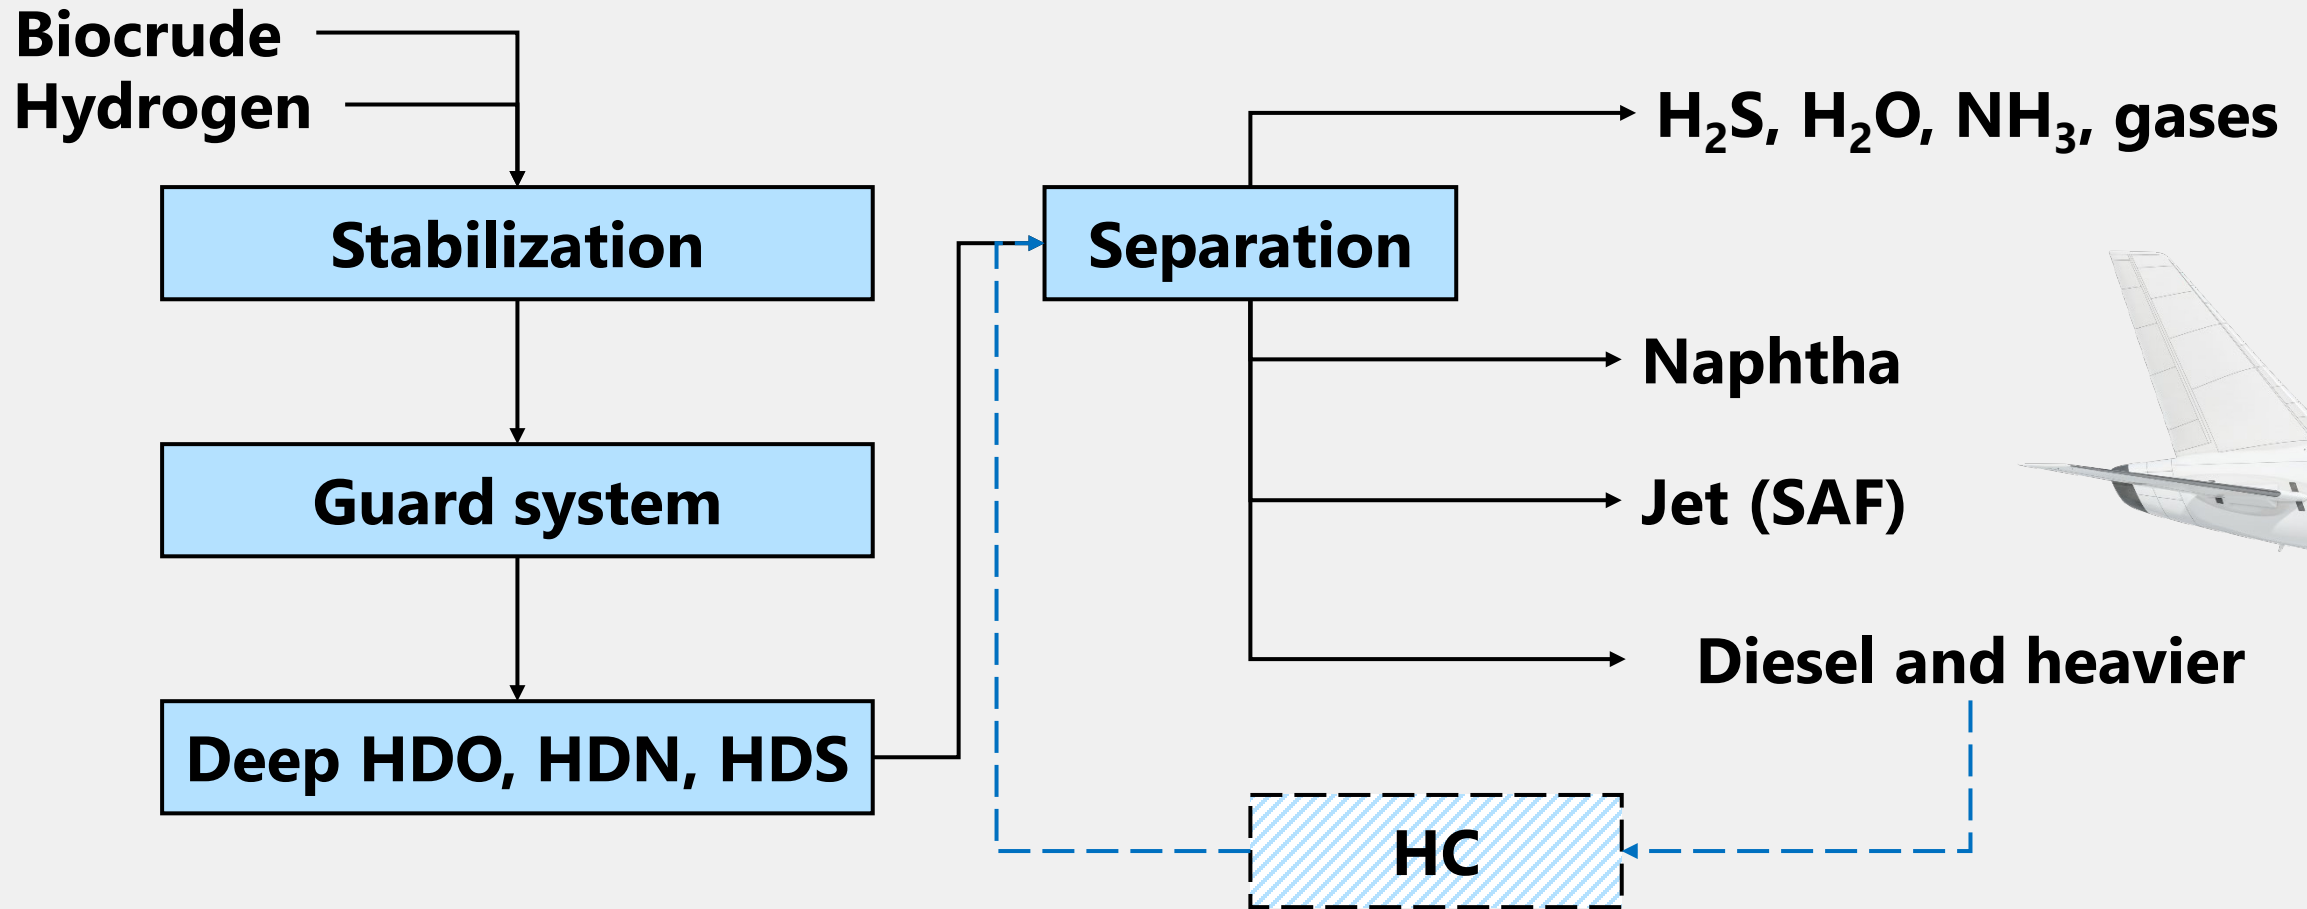 Biocrude
Hydrogen
Stabilization
Guard system
Deep HDO, HDN, HDS
Separation
H₂S, H₂O, NH₃, gases
Naphtha
Jet (SAF)
Diesel and heavier
HC